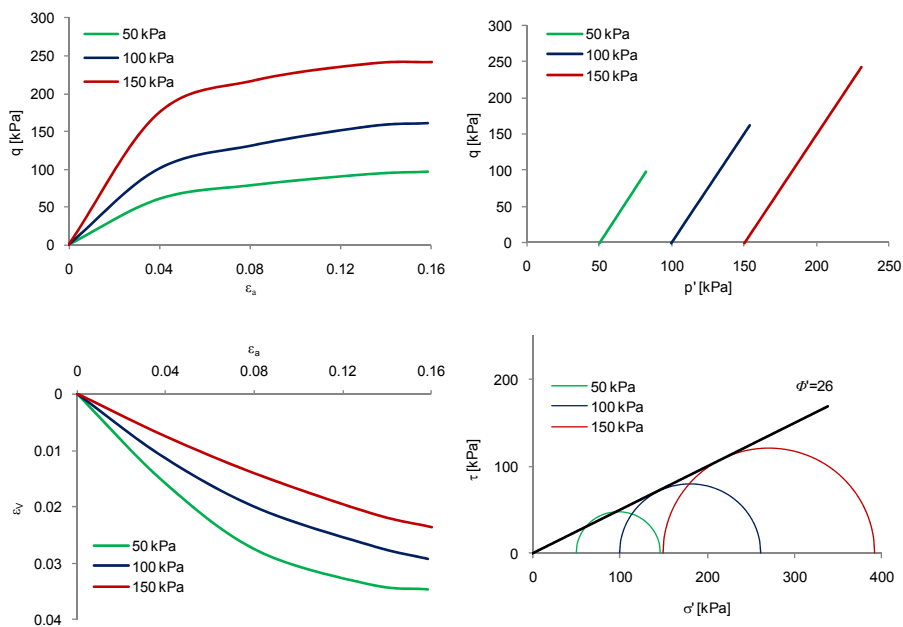 300
250
200
150
100
50
0
q [kPa]
50 kPa
100 kPa
150 kPa
0
0.04
0.08
0.12
0.16
εa
300
250
200
150
100
50
0
q [kPa]
50 kPa
100 kPa
150 kPa
0
50
100
150
200
250
p' [kPa]
εa
0
0.04
0.08
0.12
0.16
0
0.01
0.02
0.03
0.04
εv
50 kPa
100 kPa
150 kPa
200
100
0
τ [kPa]
50 kPa
100 kPa
150 kPa
Φ'=26
0
100
200
300
400
σ' [kPa]